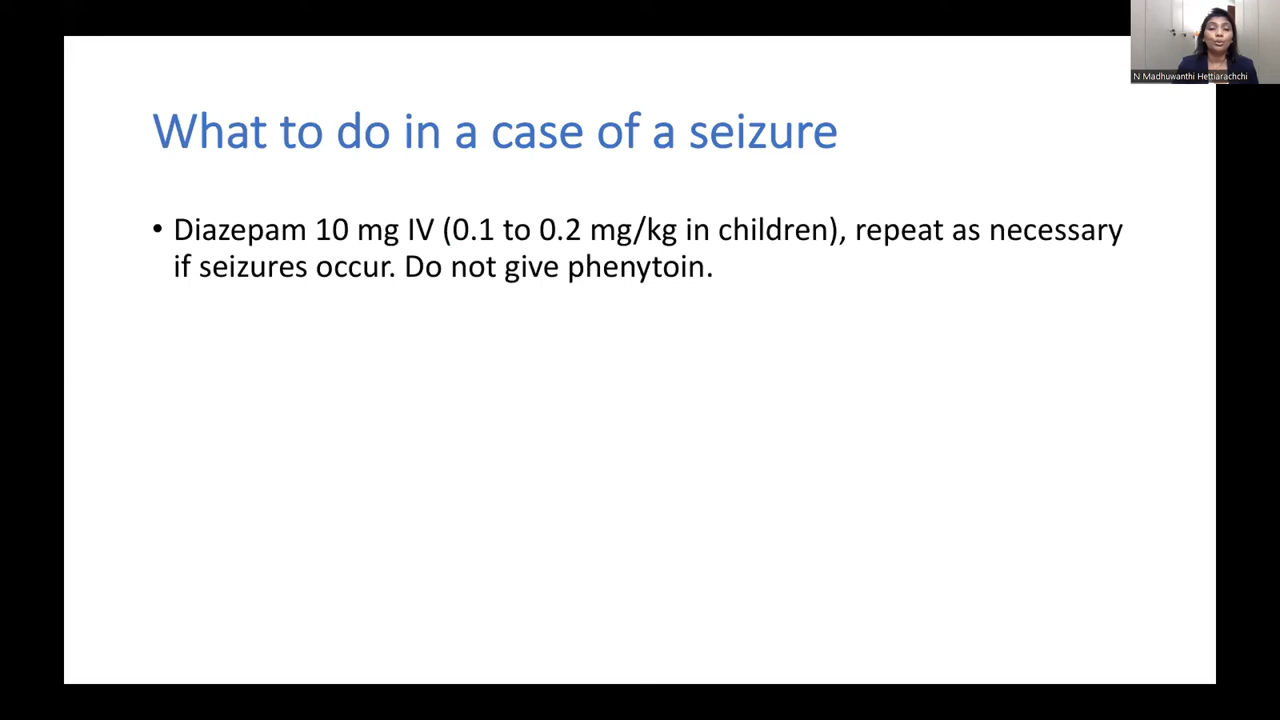 N Madhuwanthi Hettiarachchi
What to do in a case of a seizure
• Diazepam 10 mg IV (0.1 to 0.2 mg/kg in children), repeat as necessary
if seizures occur. Do not give phenytoin.